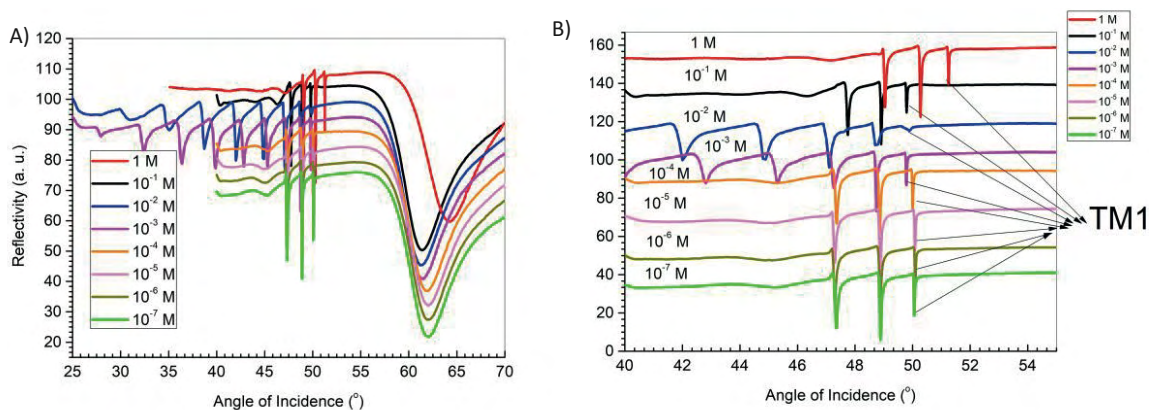 A)
120
110
100
90
80
70
60
50
40
30
20
Reflectivity (a. u.)
1 M
10⁻¹ M
10⁻² M
10⁻³ M
10⁻⁴ M
10⁻⁵ M
10⁻⁶ M
10⁻⁷ M
25 30 35 40 45 50 55 60 65 70
Angle of Incidence (°)
B)
160
140
120
100
80
60
40
20
0
1 M
10⁻¹ M
10⁻² M
10⁻³ M
10⁻⁴ M
10⁻⁵ M
10⁻⁶ M
10⁻⁷ M
1 M
10⁻¹ M
10⁻² M
10⁻³ M
10⁻⁴ M
10⁻⁵ M
10⁻⁶ M
10⁻⁷ M
TM1
40 42 44 46 48 50 52 54
Angle of Incidence (°)